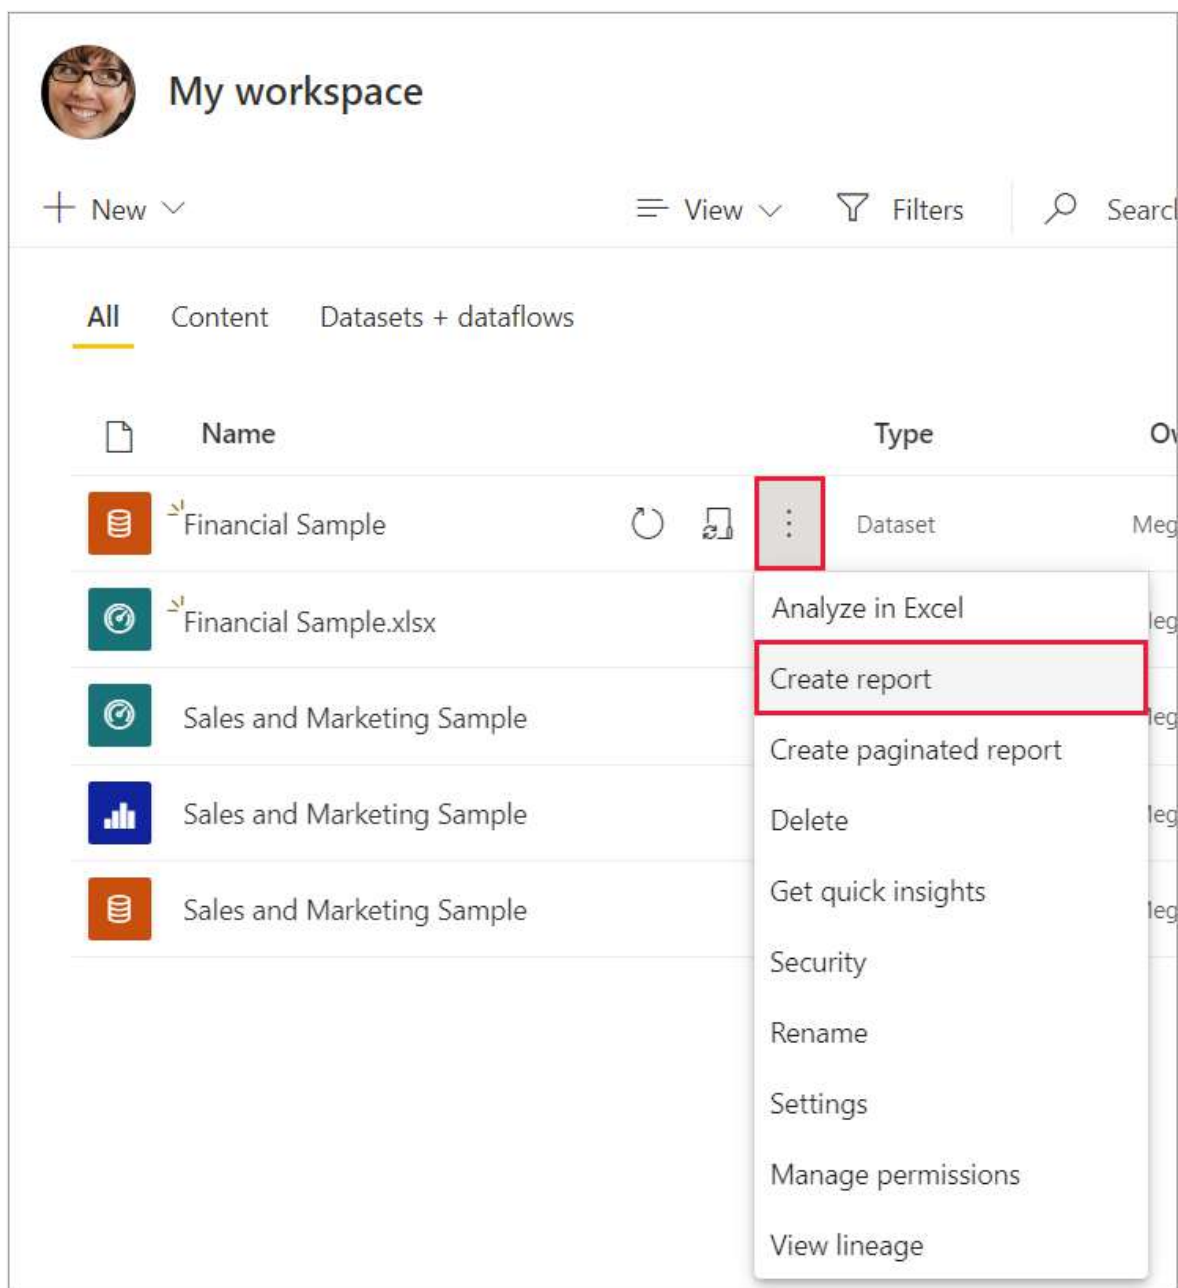 My workspace
New
View
Filters
Search
All Content Datasets + dataflows
Name Type
Financial Sample Dataset
Analyze in Excel
Financial Sample.xlsx
Create report
Sales and Marketing Sample
Create paginated report
Sales and Marketing Sample
Delete
Get quick insights
Sales and Marketing Sample
Security
Rename
Settings
Manage permissions
View lineage